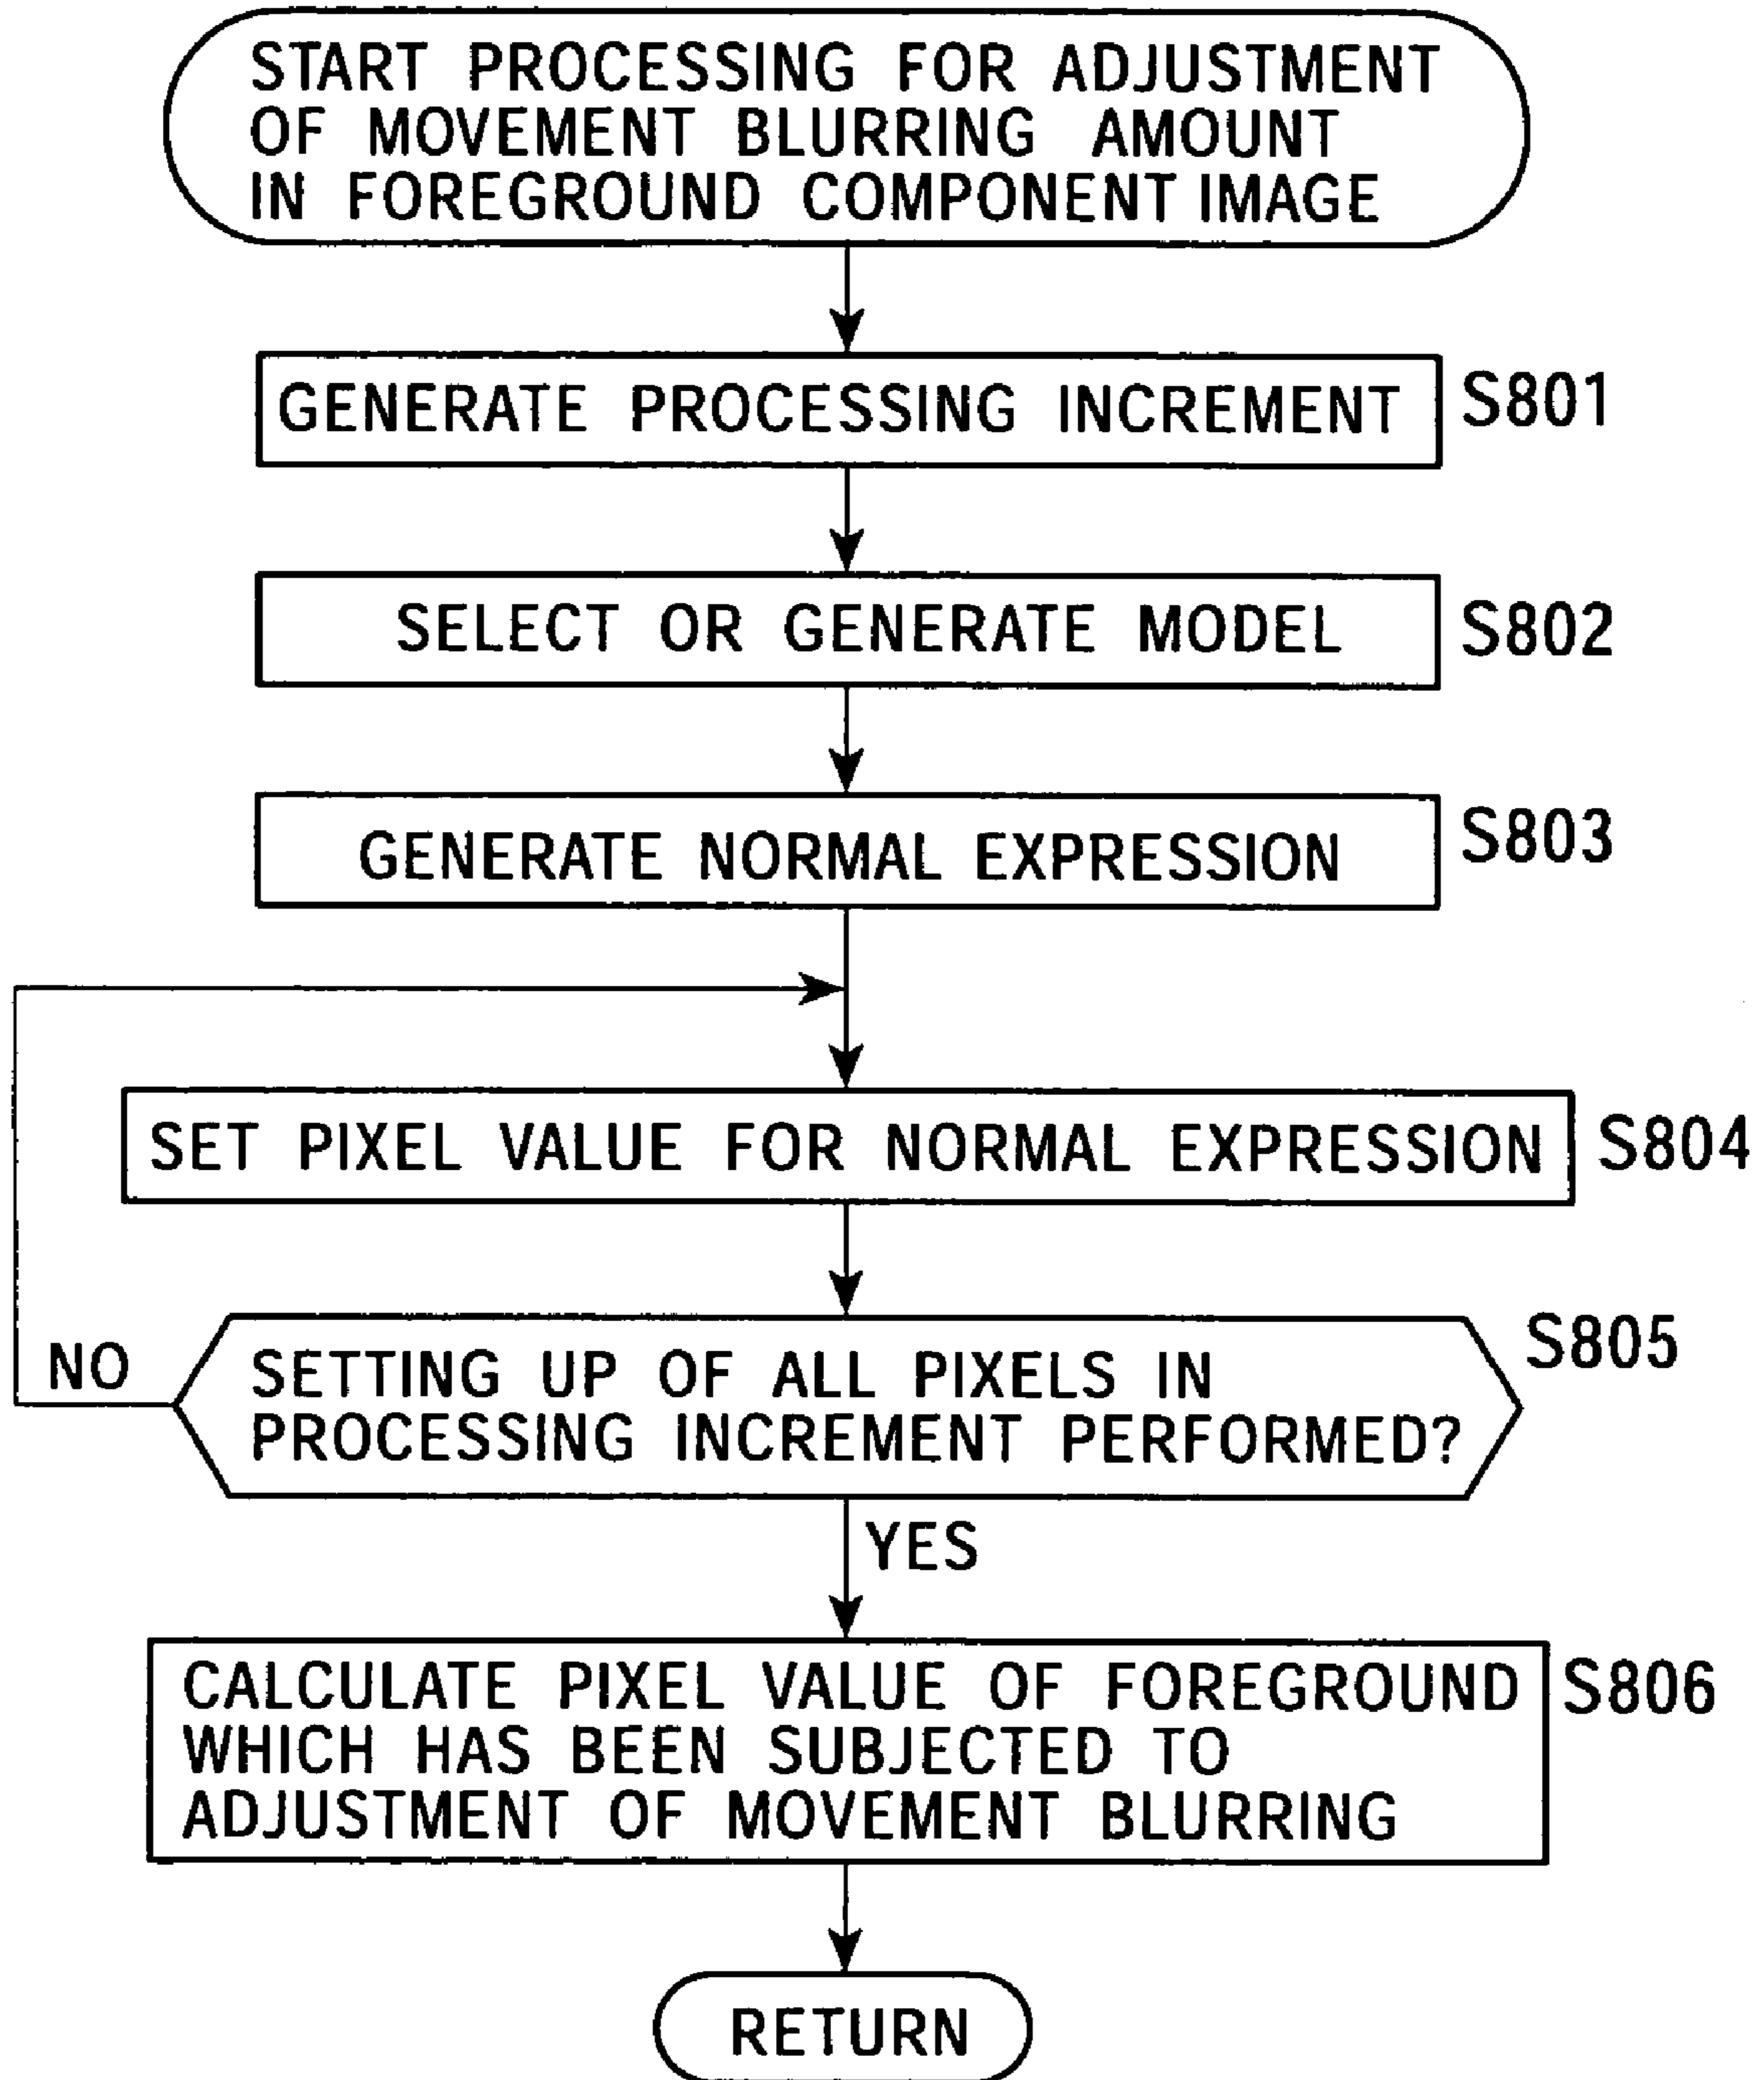 START PROCESSING FOR ADJUSTMENT
OF MOVEMENT BLURRING AMOUNT
IN FOREGROUND COMPONENT IMAGE
GENERATE PROCESSING INCREMENT
S801
SELECT OR GENERATE MODEL
S802
GENERATE NORMAL EXPRESSION
S803
SET PIXEL VALUE FOR NORMAL EXPRESSION
S804
SETTING UP OF ALL PIXELS IN
PROCESSING INCREMENT PERFORMED?
S805
NO
YES
CALCULATE PIXEL VALUE OF FOREGROUND
WHICH HAS BEEN SUBJECTED TO
ADJUSTMENT OF MOVEMENT BLURRING
S806
RETURN